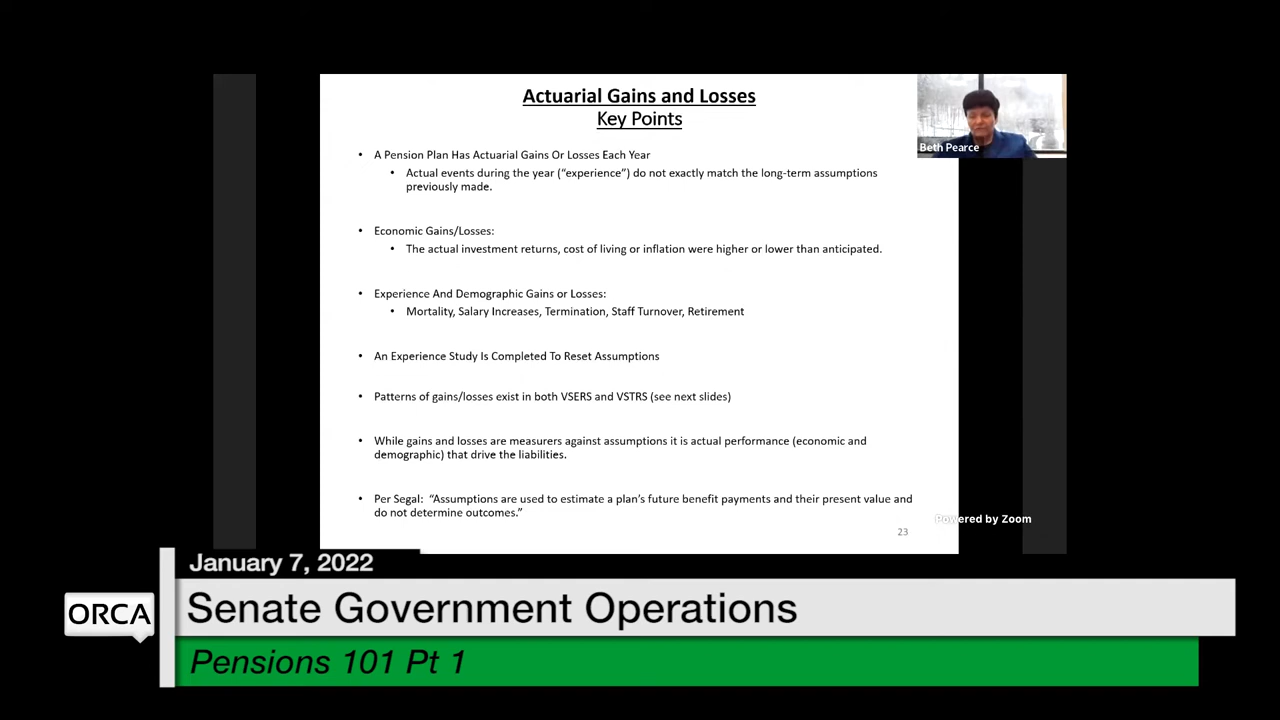 Actuarial Gains and Losses
Key Points
• A Pension Plan Has Actuarial Gains Or Losses Each Year
• Actual events during the year (“experience”) do not exactly match the long-term assumptions
previously made.
• Economic Gains/Losses:
• The actual investment returns, cost of living or inflation were higher or lower than anticipated.
• Experience And Demographic Gains or Losses:
• Mortality, Salary Increases, Termination, Staff Turnover, Retirement
• An Experience Study Is Completed To Reset Assumptions
• Patterns of gains/losses exist in both VSERS and VSTRS (see next slides)
• While gains and losses are measurers against assumptions it is actual performance (economic and
demographic) that drive the liabilities.
• Per Segal: “Assumptions are used to estimate a plan’s future benefit payments and their present value and
do not determine outcomes.”
23
Beth Pearce
Powered by Zoom
January 7, 2022
ORCA
Senate Government Operations
Pensions 101 Pt 1